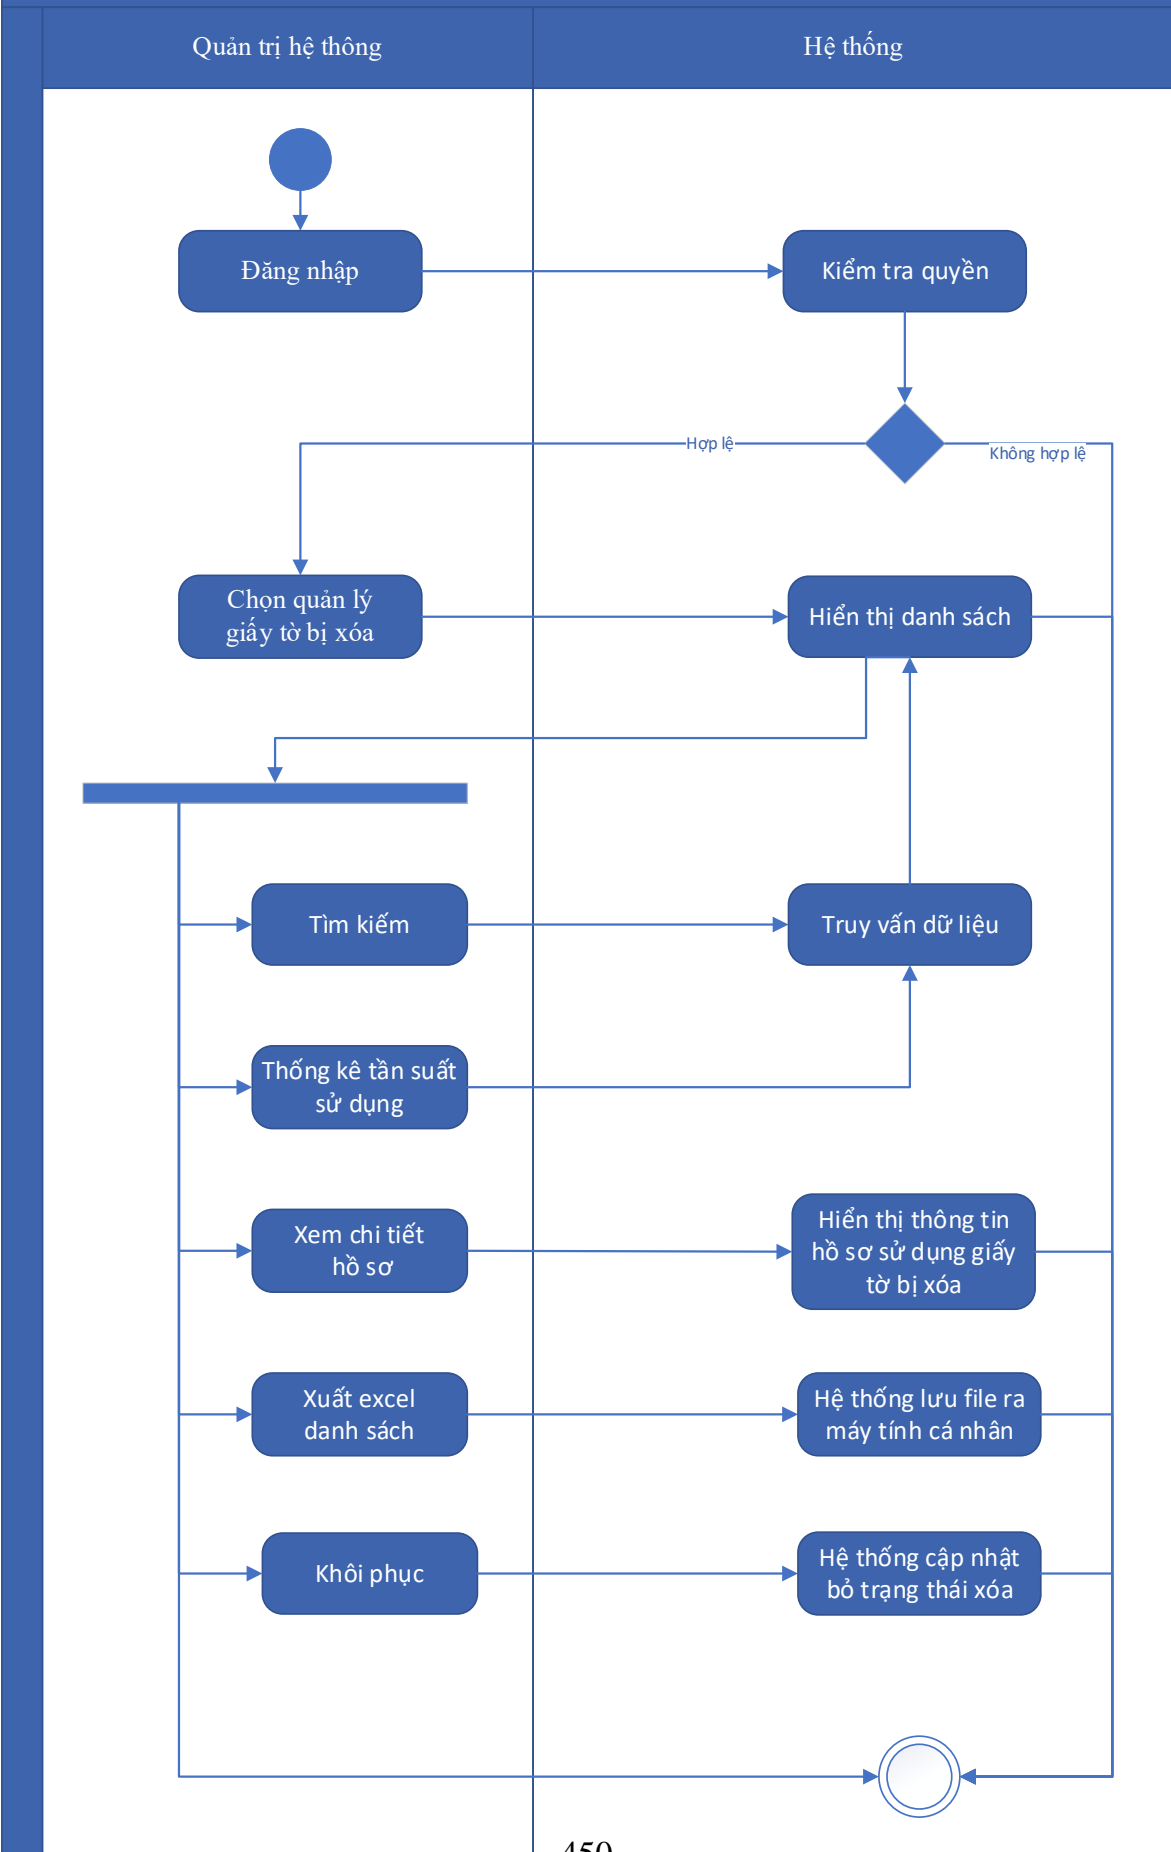 Quản trị hệ thông
Hệ thống
Đăng nhập
Kiểm tra quyền
Hợp lệ
Không hợp lệ
Chọn quản lý
giấy tờ bị xóa
Hiển thị danh sách
Tìm kiếm
Truy vấn dữ liệu
Thống kê tần suất
sử dụng
Xem chi tiết
hồ sơ
Hiển thị thông tin
hồ sơ sử dụng giấy
tờ bị xóa
Xuất excel
danh sách
Hệ thống lưu file ra
máy tính cá nhân
Khôi phục
Hệ thống cập nhật
bỏ trạng thái xóa
450